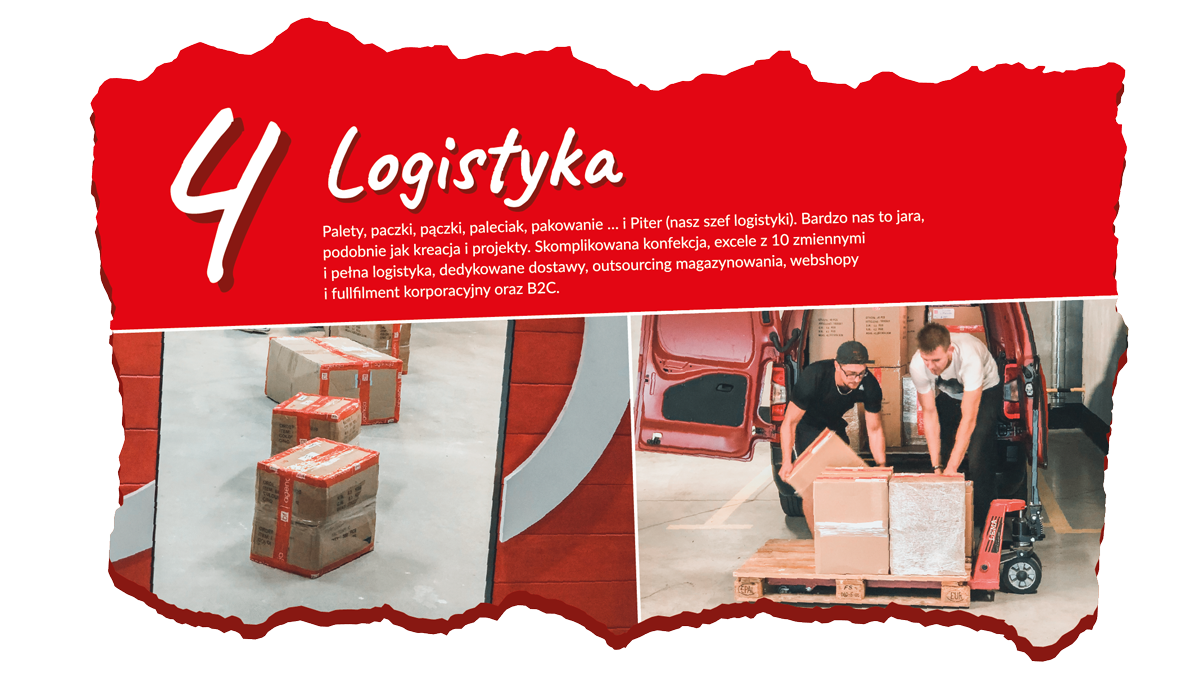 4
Logistyka
Palety, paczki, pączki, paleciak, pakowanie ... i Piter (nasz szef logistyki). Bardzo nas to jara,
podobnie jak kreacja i projekty. Skomplikowana konfekcja, excele z 10 zmiennymi
i pełna logistyka, dedykowane dostawy, outsourcing magazynowania, webshopy
i fullfilment korporacyjny oraz B2C.
EUR